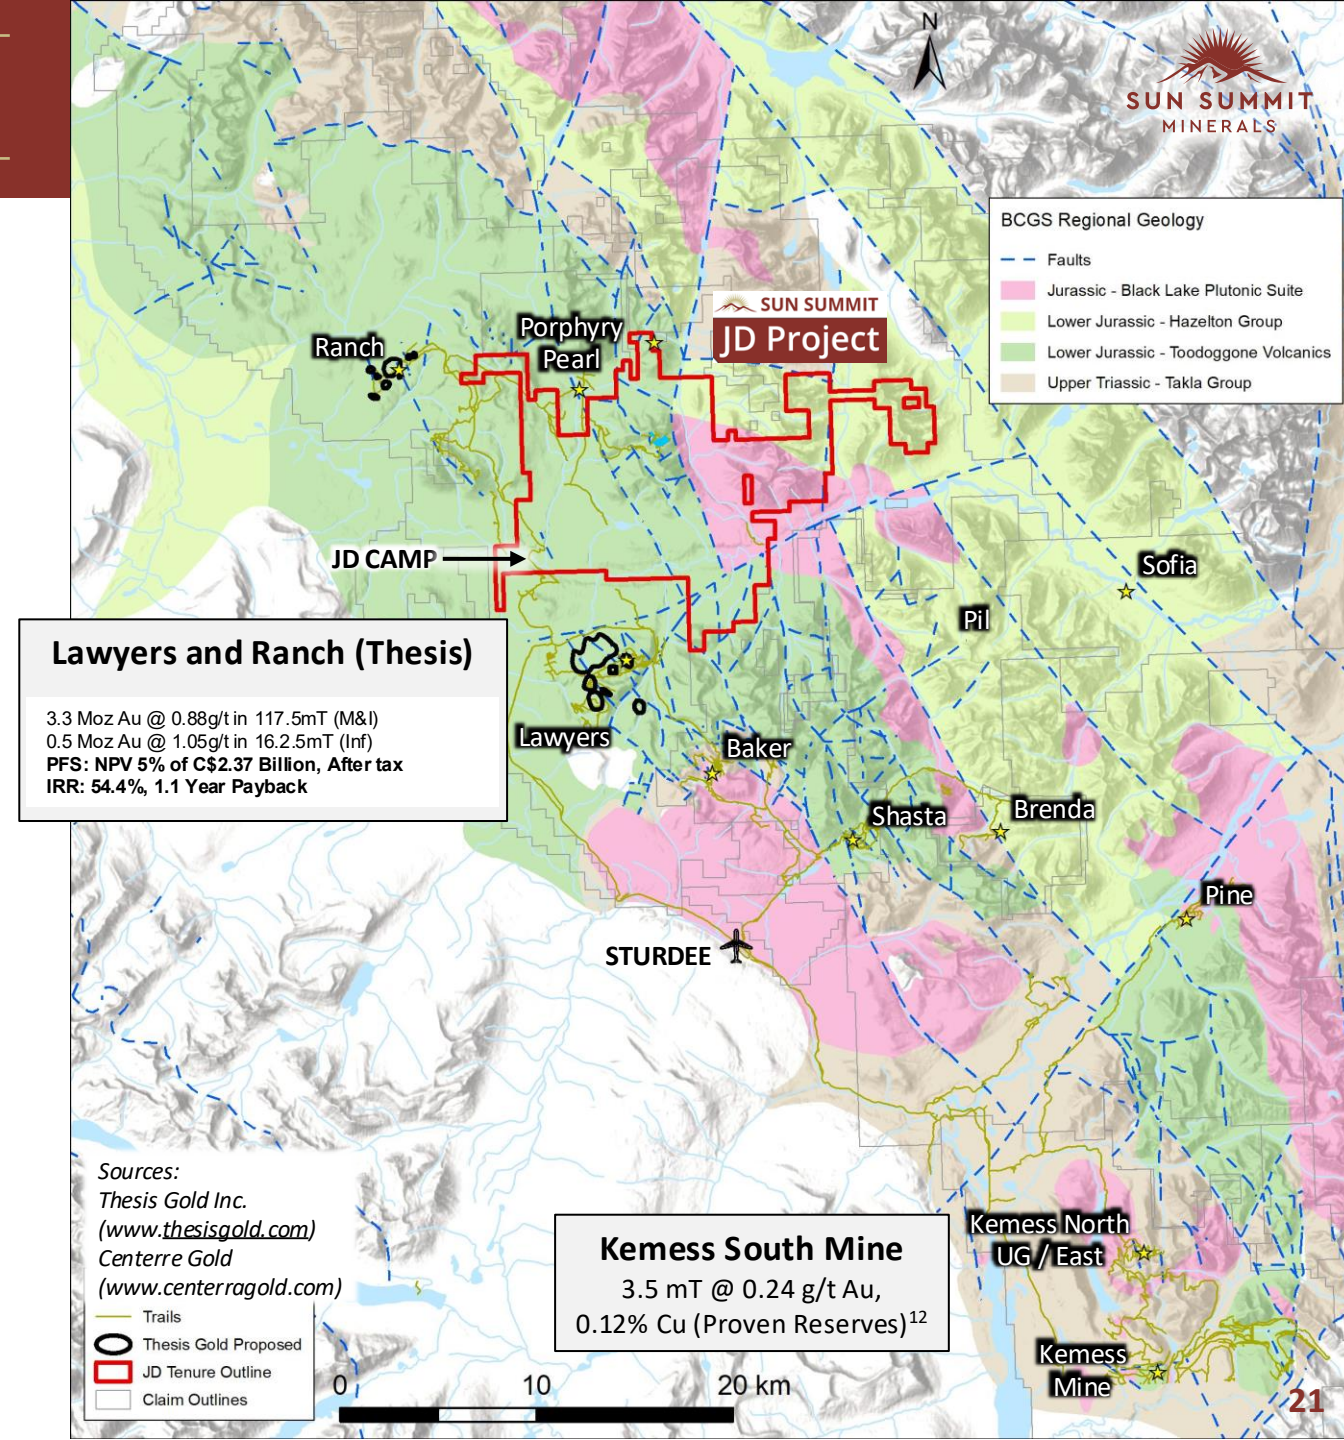 N
SUN SUMMIT
MINERALS
BCGS Regional Geology
Faults
Jurassic - Black Lake Plutonic Suite
Lower Jurassic - Hazelton Group
Lower Jurassic - Toodoggone Volcanics
Upper Triassic - Takla Group
SUN SUMMIT
JD Project
Porphyry
Pearl
Ranch
JD CAMP
Sofia
Pil
Lawyers and Ranch (Thesis)
3.3 Moz Au @ 0.88g/t in 117.5mT (M&I)
0.5 Moz Au @ 1.05g/t in 16.2.5mT (Inf)
PFS: NPV 5% of C$2.37 Billion, After tax
IRR: 54.4%, 1.1 Year Payback
Lawyers
Baker
Shasta
Brenda
Pine
STURDEE
Sources:
Thesis Gold Inc.
(www.thesisgold.com)
Centerre Gold
(www.centerragold.com)
Trails
Thesis Gold Proposed
JD Tenure Outline
Claim Outlines
Kemess South Mine
3.5 mT @ 0.24 g/t Au,
0.12% Cu (Proven Reserves)12
Kemess North
UG / East
Kemess
Mine
0 10 20 km
21